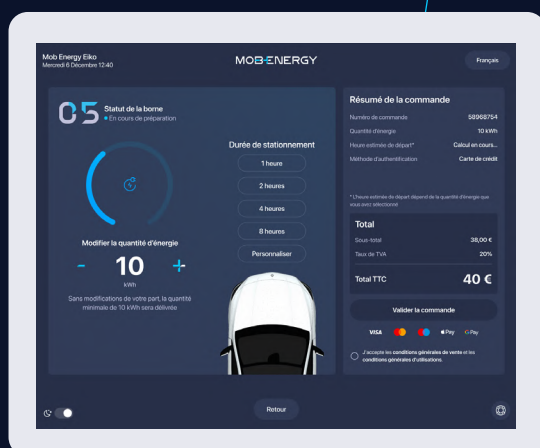 Mob Energy Eiko
Mercredi 6 Décembre 12:40
MOB ENERGY
Français
05
Statut de la borne
En cours de préparation
Modifier la quantité d'énergie
- 10 +
kWh
Sans modifications de votre part, la quantité
minimale de 10 kWh sera délivrée
Durée de stationnement
1 heure
2 heures
4 heures
8 heures
Personnaliser
Résumé de la commande
Numéro de commande 58968754
Quantité d'énergie 10 kWh
Heure estimée de départ* Calcul en cours...
Méthode d'authentification Carte de crédit
* L'heure estimée de départ dépend de la quantité d'énergie que
vous avez sélectionné
Total
Sous-total 38,00 €
Taux de TVA 20%
Total TTC 40 €
Valider la commande
VISA Pay G Pay
J'accepte les conditions générales de vente et les
conditions générales d'utilisations.
Retour